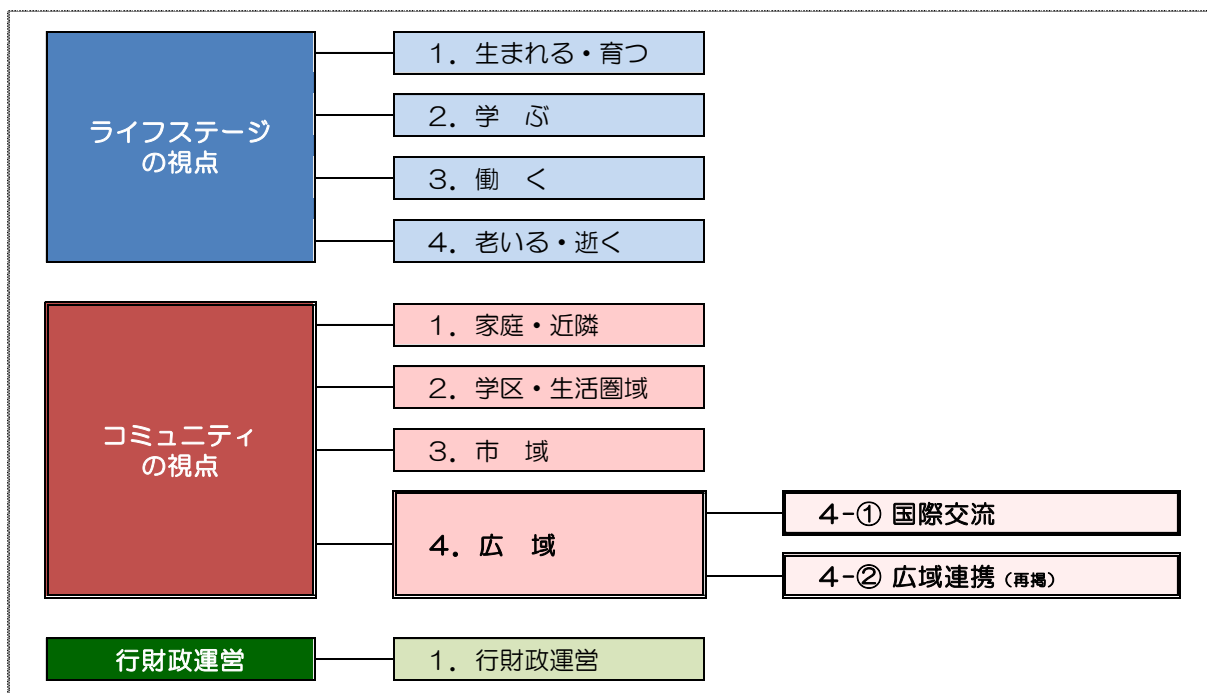 ライフステージ
の視点
1．生まれる・育つ
2．学　ぶ
3．働　く
4．老いる・逝く
コミュニティ
の視点
1．家庭・近隣
2．学区・生活圏域
3．市　域
4．広　域
4-① 国際交流
4-② 広域連携（再掲）
行財政運営
1．行財政運営